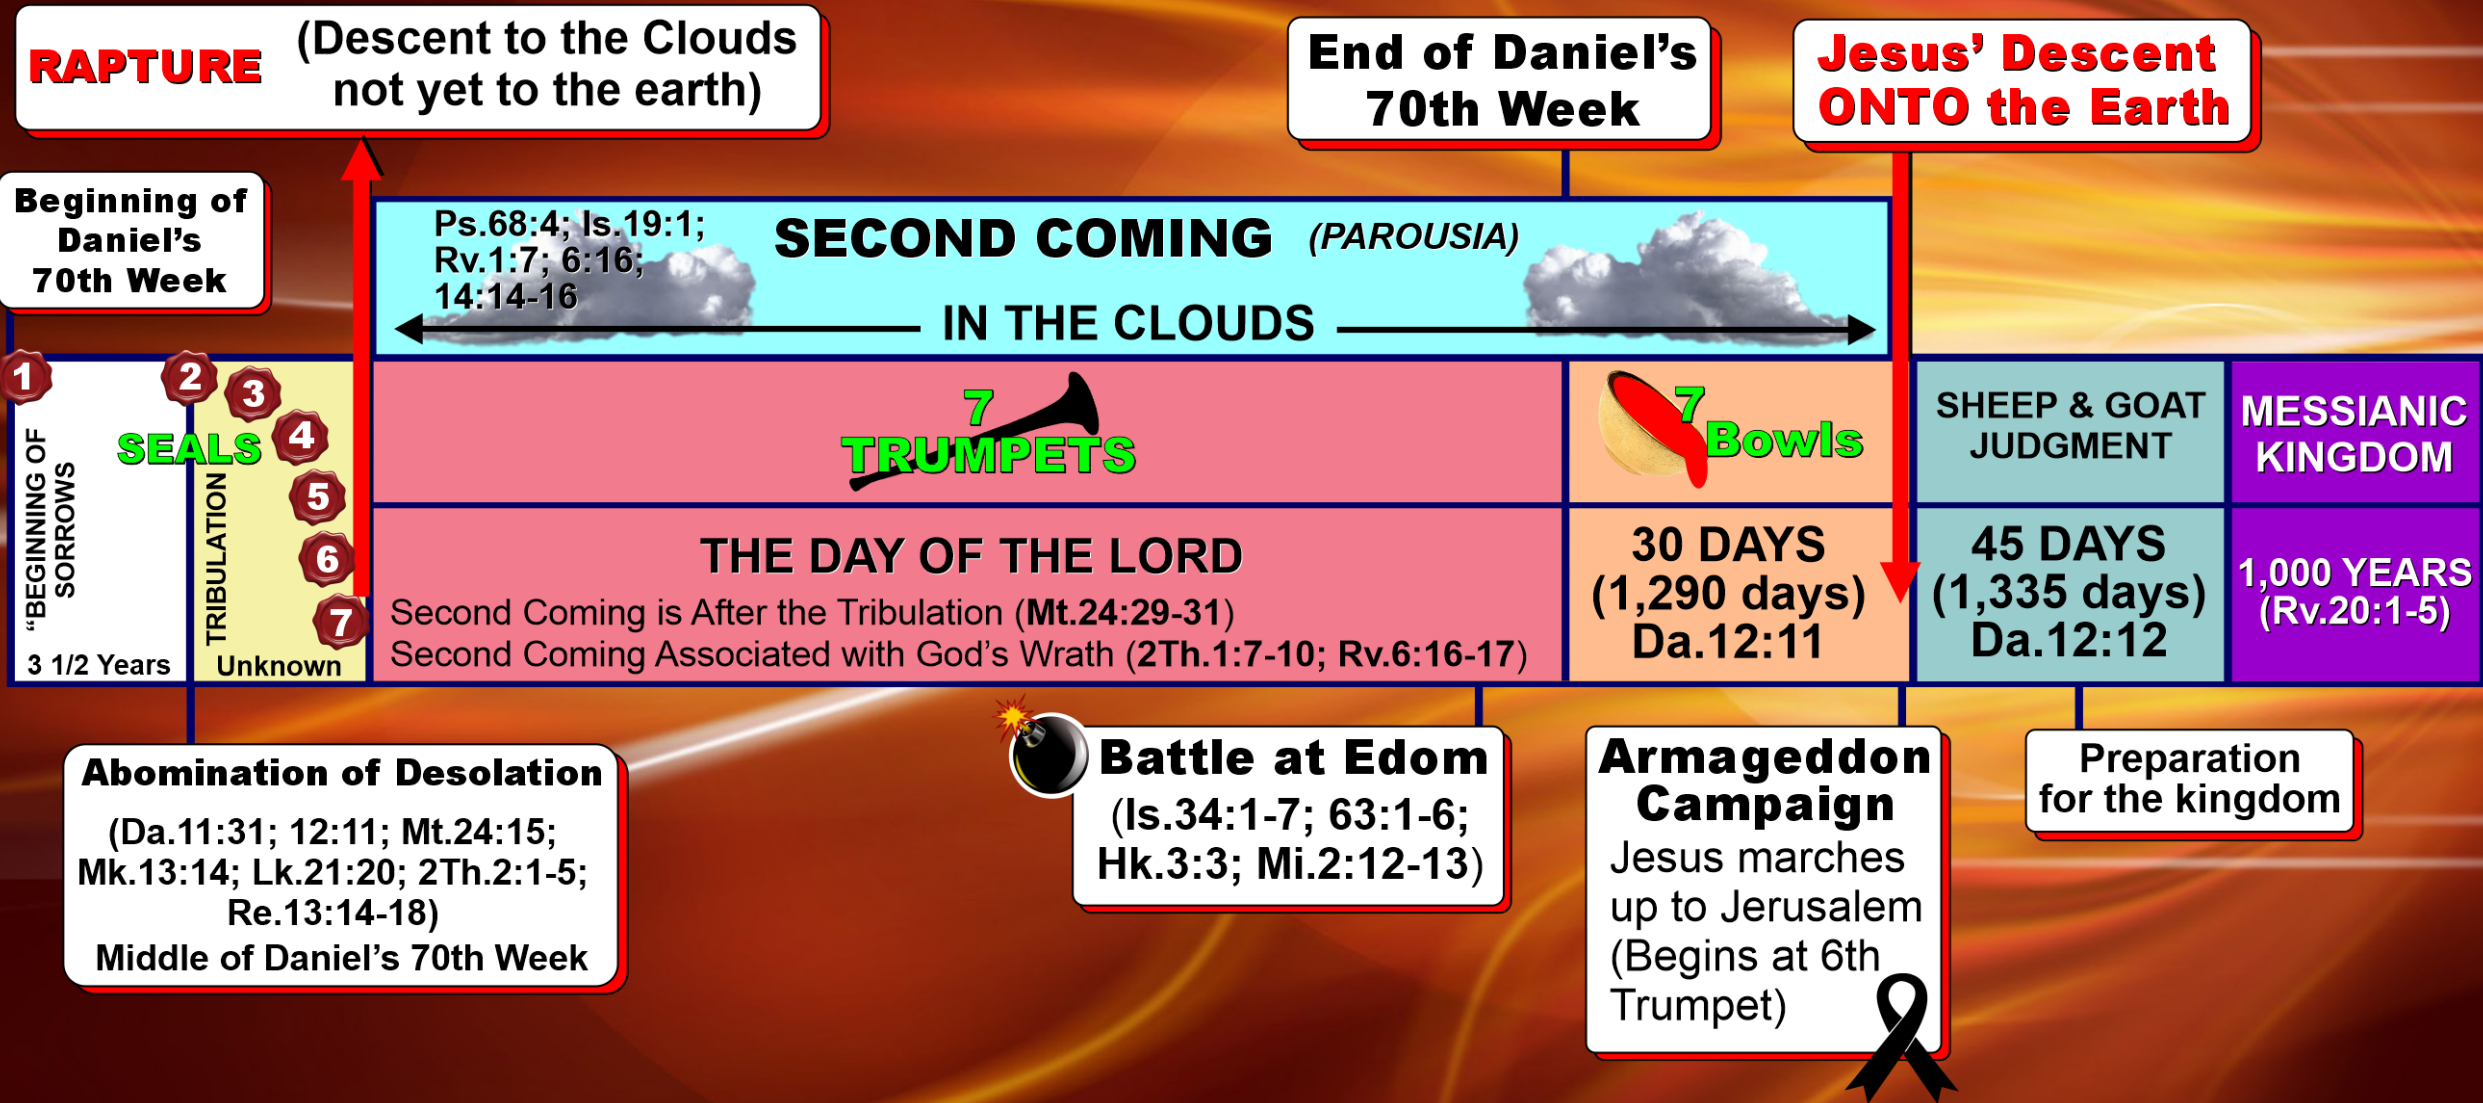 RAPTURE
(Descent to the Clouds
not yet to the earth)
End of Daniel's
70th Week
Jesus' Descent
ONTO the Earth
Beginning of
Daniel's
70th Week
Ps.68:4; Is.19:1;
Rv.1:7; 6:16;
14:14-16
SECOND COMING (PAROUSIA)
IN THE CLOUDS
1
2
3
4
5
6
7
SEALS
"BEGINNING OF
SORROWS
3 1/2 Years
TRIBULATION
Unknown
7
TRUMPETS
7
Bowls
SHEEP & GOAT
JUDGMENT
MESSIANIC
KINGDOM
THE DAY OF THE LORD
Second Coming is After the Tribulation (Mt.24:29-31)
Second Coming Associated with God's Wrath (2Th.1:7-10; Rv.6:16-17)
30 DAYS
(1,290 days)
Da.12:11
45 DAYS
(1,335 days)
Da.12:12
1,000 YEARS
(Rv.20:1-5)
Abomination of Desolation
(Da.11:31; 12:11; Mt.24:15;
Mk.13:14; Lk.21:20; 2Th.2:1-5;
Re.13:14-18)
Middle of Daniel's 70th Week
Battle at Edom
(Is.34:1-7; 63:1-6;
Hk.3:3; Mi.2:12-13)
Armageddon
Campaign
Jesus marches
up to Jerusalem
(Begins at 6th
Trumpet)
Preparation
for the kingdom